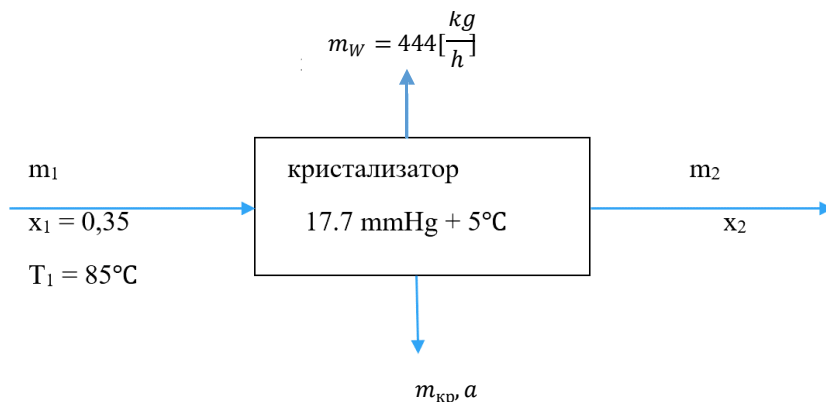 m_W = 444[kg/h]
m₁
кристализатор
m₂
17.7 mmHg + 5℃
x₁ = 0,35
x₂
T₁ = 85℃
m_кр, a